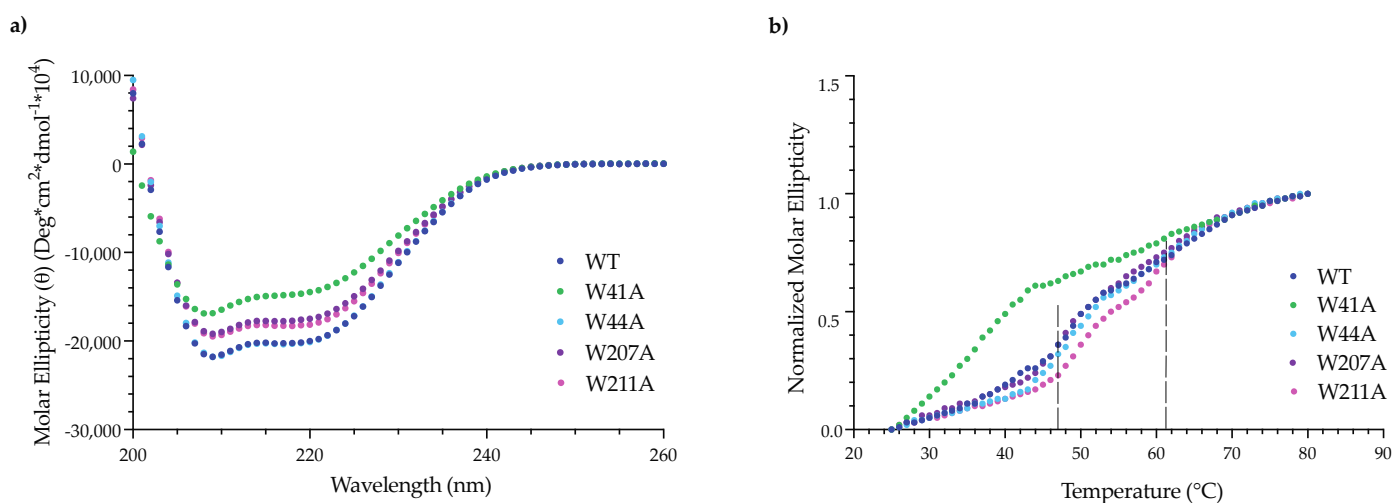 a)
Molar Ellipticity (θ) (Deg*cm²*dmol⁻¹*10⁴)
10,000
0
-10,000
-20,000
-30,000
200
220
240
260
Wavelength (nm)
WT
W41A
W44A
W207A
W211A
b)
Normalized Molar Ellipticity
1.5
1.0
0.5
0.0
20
30
40
50
60
70
80
90
Temperature (°C)
WT
W41A
W44A
W207A
W211A